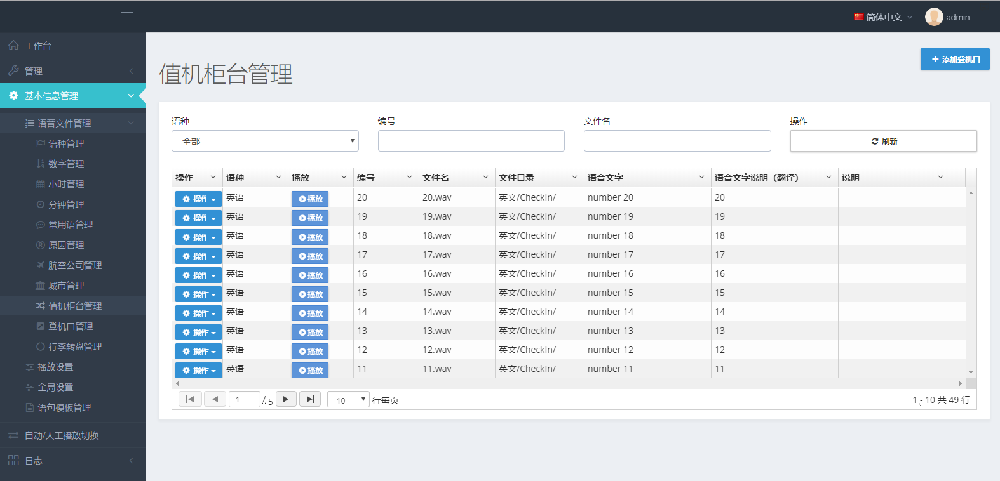 简体中文 admin
工作台
管理
基本信息管理
语音文件管理
语种管理
数字管理
小时管理
分钟管理
常用语管理
原因管理
航空公司管理
城市管理
值机柜台管理
登机口管理
行李转盘管理
播放设置
全局设置
语句模板管理
自动/人工播放切换
日志
值机柜台管理
添加登机口
语种 编号 文件名 操作
全部 刷新
操作 语种 播放 编号 文件名 文件目录 语音文字 语音文字说明（翻译） 说明
操作 英语 播放 20 20.wav 英文/CheckIn/ number 20 20
操作 英语 播放 19 19.wav 英文/CheckIn/ number 19 19
操作 英语 播放 18 18.wav 英文/CheckIn/ number 18 18
操作 英语 播放 17 17.wav 英文/CheckIn/ number 17 17
操作 英语 播放 16 16.wav 英文/CheckIn/ number 16 16
操作 英语 播放 15 15.wav 英文/CheckIn/ number 15 15
操作 英语 播放 14 14.wav 英文/CheckIn/ number 14 14
操作 英语 播放 13 13.wav 英文/CheckIn/ number 13 13
操作 英语 播放 12 12.wav 英文/CheckIn/ number 12 12
操作 英语 播放 11 11.wav 英文/CheckIn/ number 11 11
1 / 5 10 行每页 1 - 10 共 49 行